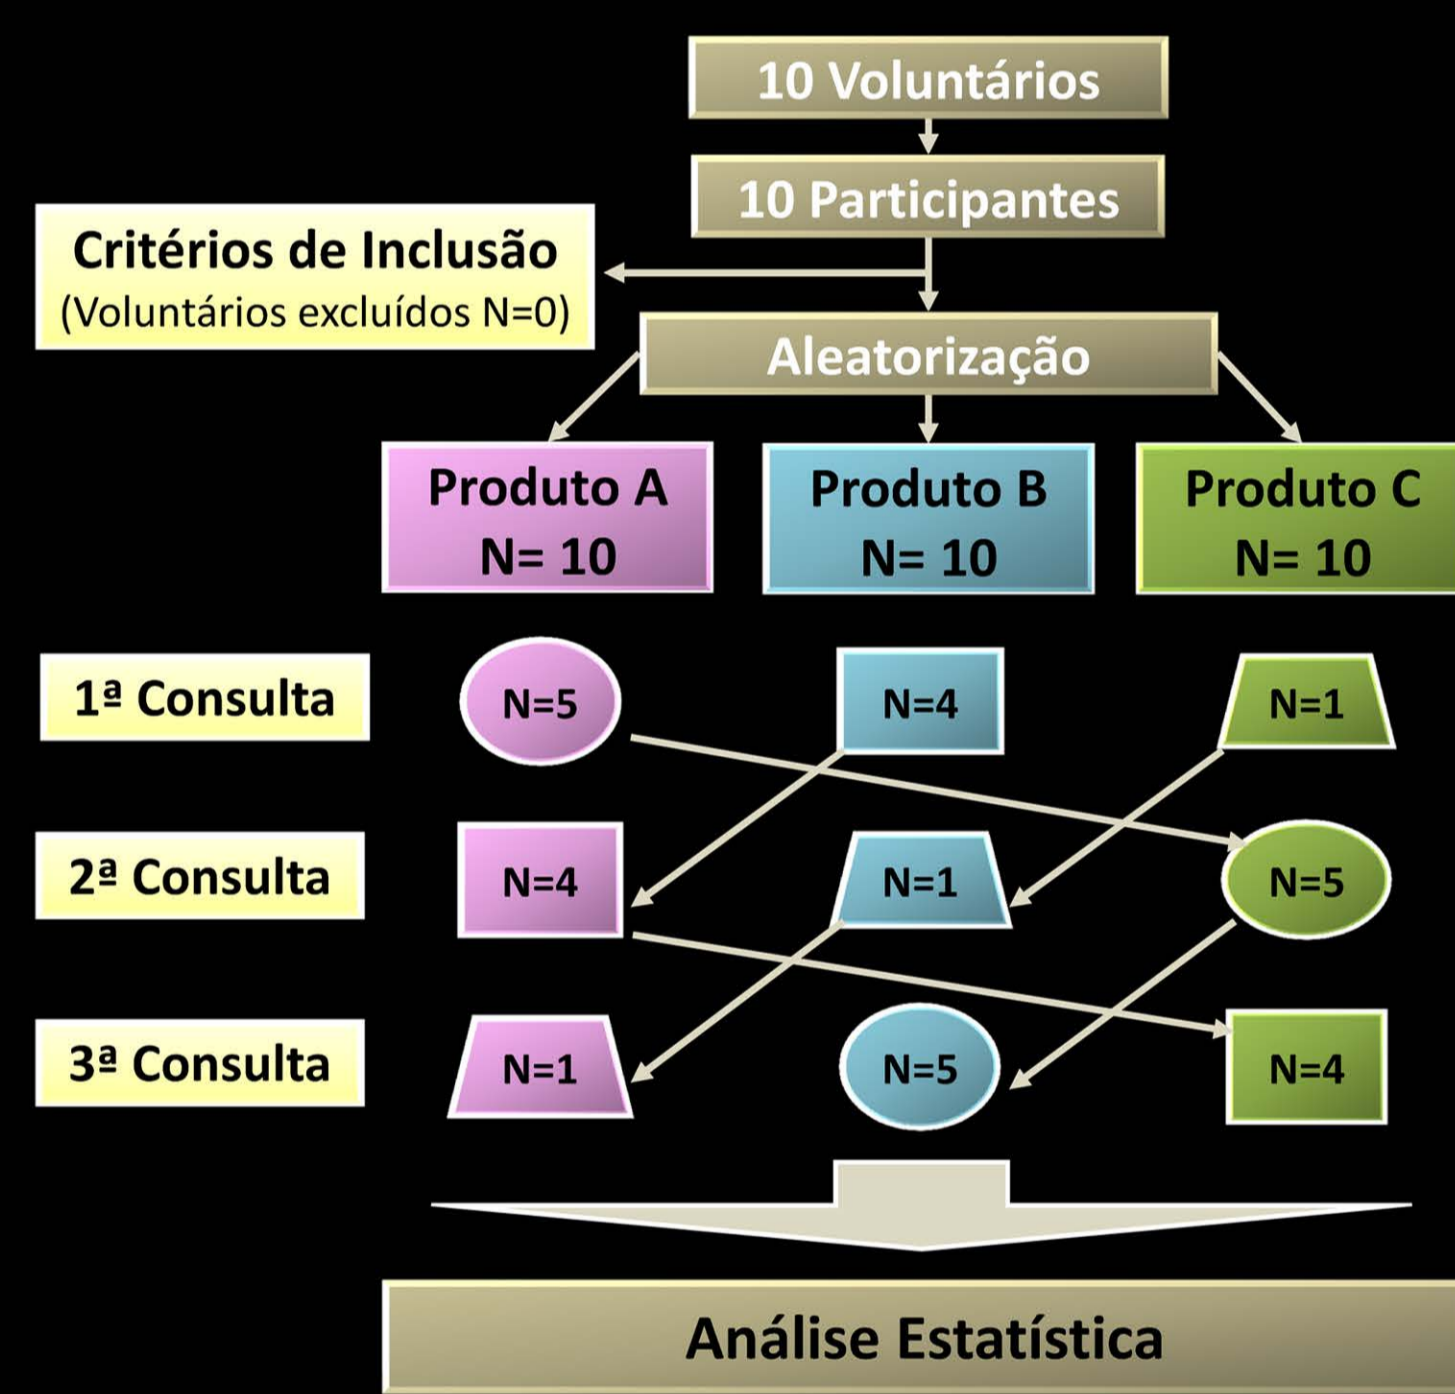 10 Voluntários
10 Participantes
Critérios de Inclusão
(Voluntários excluídos N=0)
Aleatorização
Produto A
N= 10
Produto B
N= 10
Produto C
N= 10
1ª Consulta
N=5
N=4
N=1
2ª Consulta
N=4
N=1
N=5
3ª Consulta
N=1
N=5
N=4
Análise Estatística